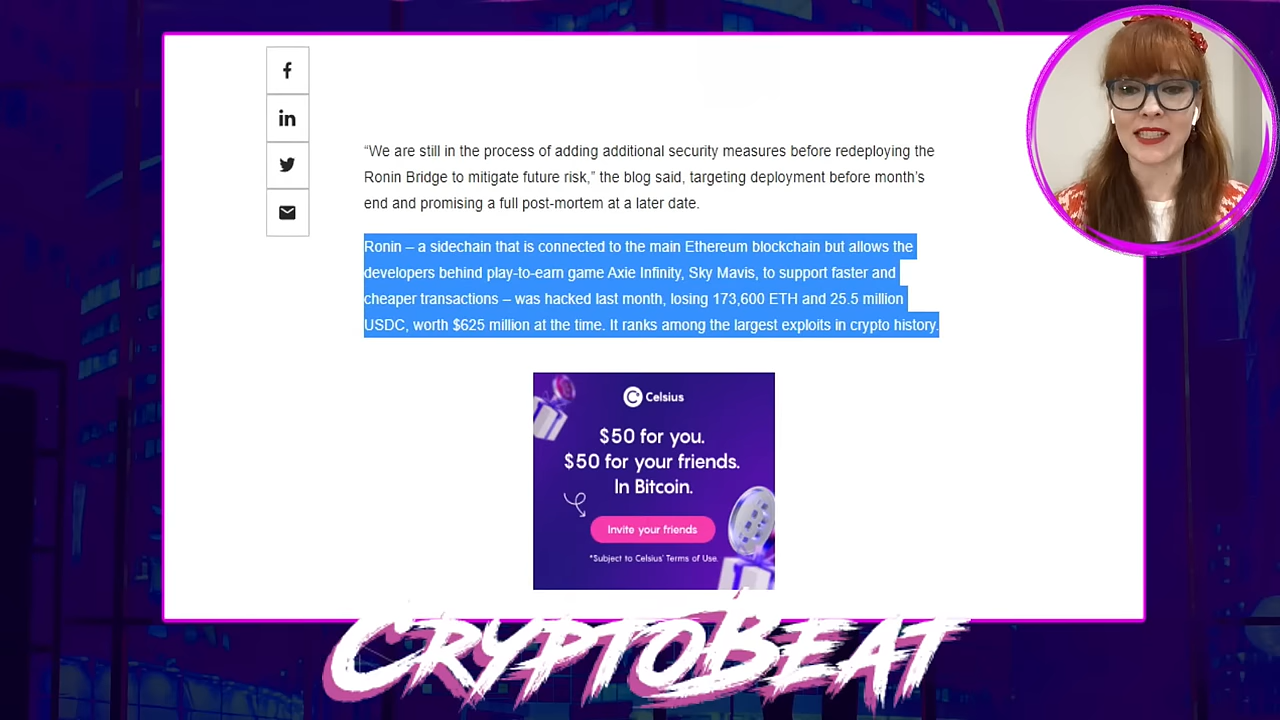 “We are still in the process of adding additional security measures before redeploying the
Ronin Bridge to mitigate future risk,” the blog said, targeting deployment before month’s
end and promising a full post-mortem at a later date.
Ronin – a sidechain that is connected to the main Ethereum blockchain but allows the
developers behind play-to-earn game Axie Infinity, Sky Mavis, to support faster and
cheaper transactions – was hacked last month, losing 173,600 ETH and 25.5 million
USDC, worth $625 million at the time. It ranks among the largest exploits in crypto history.
Celsius
$50 for you.
$50 for your friends.
In Bitcoin.
Invite your friends
*Subject to Celsius’ Terms of Use.
CRYPTOBEAT